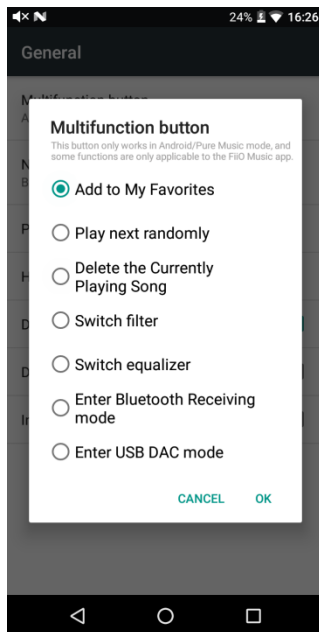 24% 16:26
General
Multifunction button
This button only works in Android/Pure Music mode, and
some functions are only applicable to the FiiO Music app.
Add to My Favorites
Play next randomly
Delete the Currently
Playing Song
Switch filter
Switch equalizer
Enter Bluetooth Receiving
mode
Enter USB DAC mode
CANCEL OK